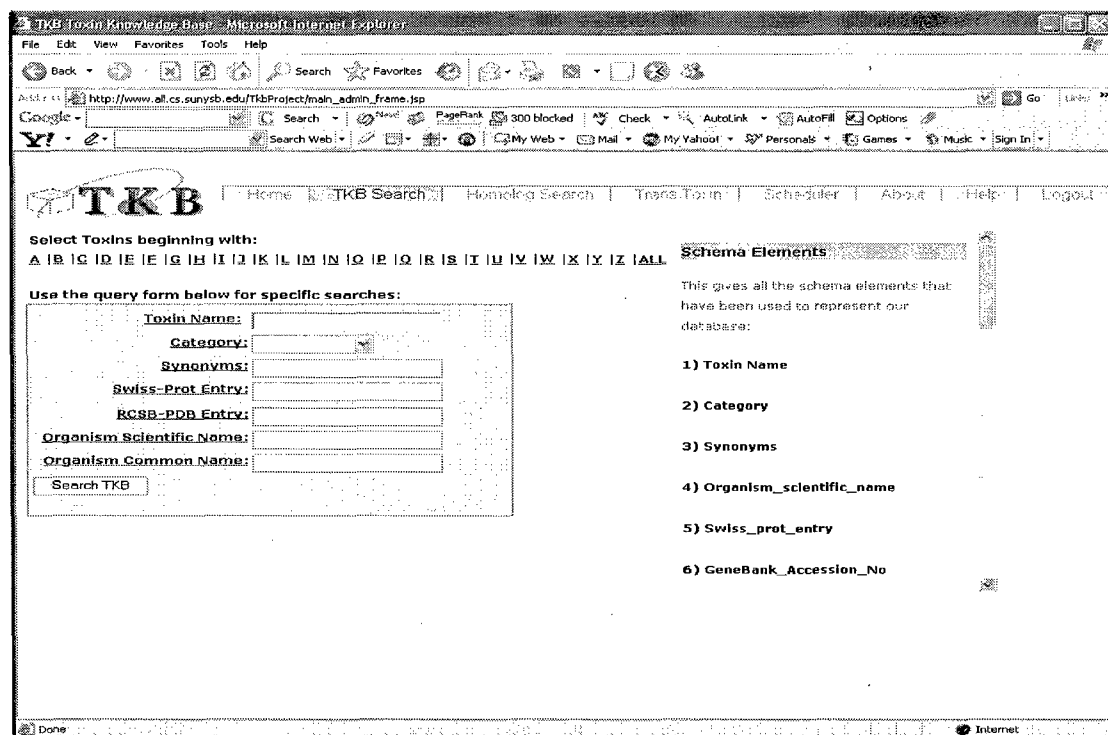 TKB Toxin Knowledge Base - Microsoft Internet Explorer
File Edit View Favorites Tools Help
Back Search Favorites
Address http://www.all.cs.sunysb.edu/TkbProject/main_admin_frame.jsp Go Links »
Google Search New! PageRank 300 blocked Check AutoLink AutoFill Options
Y! Search Web My Web Mail My Yahoo! Personals Games Music Sign In
TKB | Home | TKB Search | Homolog Search | | Scheduler | About | Help | Logout
Select Toxins beginning with:
A |B |C |D |E |F |G |H |I |J |K |L |M |N |O |P |Q |R |S |T |U |V |W |X |Y |Z |ALL
Schema Elements
This gives all the schema elements that
have been used to represent our
database:
1) Toxin Name
2) Category
3) Synonyms
4) Organism_scientific_name
5) Swiss_prot_entry
6) GeneBank_Accession_No
Use the query form below for specific searches:
Toxin Name:
Category:
Synonyms:
Swiss-Prot Entry:
RCSB-PDB Entry:
Organism Scientific Name:
Organism Common Name:
Search TKB
Done Internet